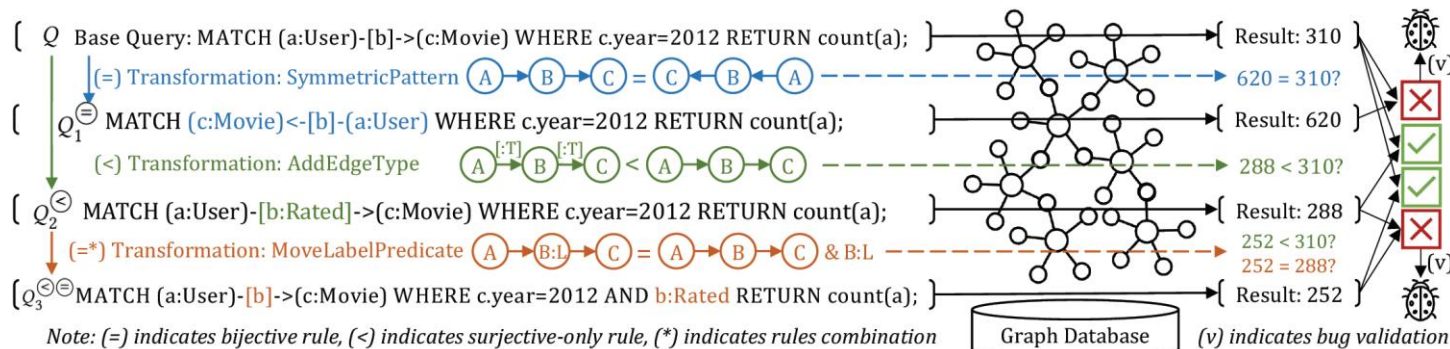 { Q Base Query: MATCH (a:User)-[b]->(c:Movie) WHERE c.year=2012 RETURN count(a); } { Result: 310 }
(=) Transformation: SymmetricPattern A B C = C B A 620 = 310? (v)
{ Q1(=) MATCH (c:Movie)<-[b]-(a:User) WHERE c.year=2012 RETURN count(a); } { Result: 620 }
(<) Transformation: AddEdgeType A [:T] B [:T] C < A B C 288 < 310?
{ Q2(<) MATCH (a:User)-[b:Rated]->(c:Movie) WHERE c.year=2012 RETURN count(a); } { Result: 288 }
252 < 310?
(=*) Transformation: MoveLabelPredicate A B:L C = A B C & B:L 252 = 288? (v)
{ Q3(<)(=) MATCH (a:User)-[b]->(c:Movie) WHERE c.year=2012 AND b:Rated RETURN count(a); } { Result: 252 }
Note: (=) indicates bijective rule, (<) indicates surjective-only rule, (*) indicates rules combination Graph Database (v) indicates bug validation